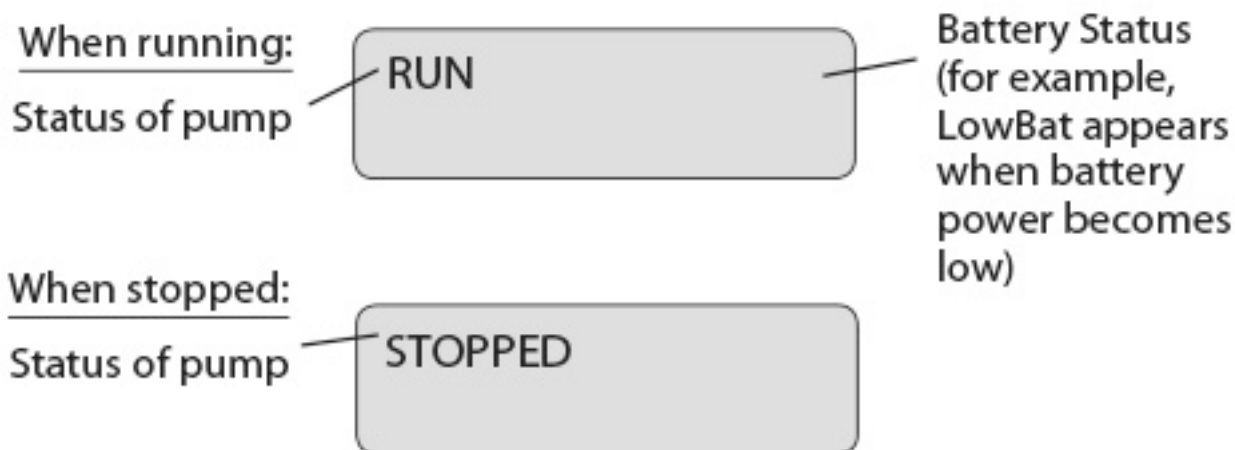 When running:
Status of pump
RUN
Battery Status
(for example,
LowBat appears
when battery
power becomes
low)
When stopped:
Status of pump
STOPPED